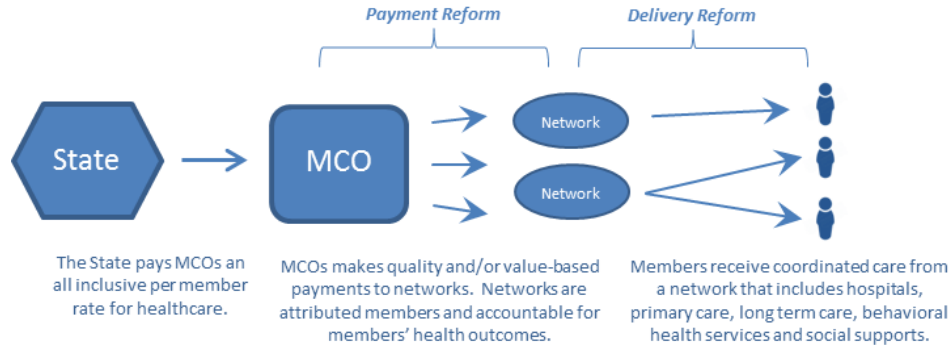 Payment Reform
Delivery Reform
State
MCO
Network
Network
The State pays MCOs an
all inclusive per member
rate for healthcare.
MCOs makes quality and/or value-based
payments to networks.  Networks are
attributed members and accountable for
members' health outcomes.
Members receive coordinated care from
a network that includes hospitals,
primary care, long term care, behavioral
health services and social supports.